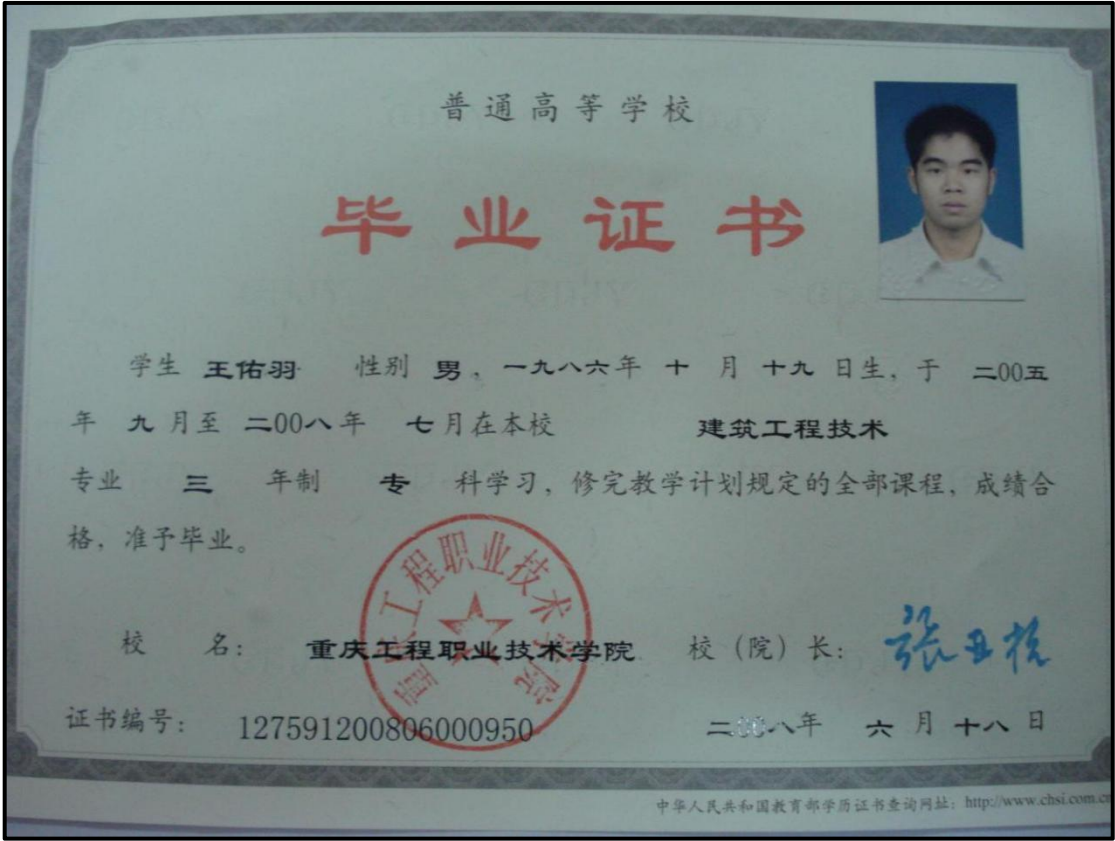 普通高等学校
毕业证书
学生 王佑羽 性别 男，一九八六年 十 月 十九 日生，于 二00五
年 九 月至 二00八年 七月在本校 建筑工程技术
专业 三 年制 专 科学习，修完教学计划规定的全部课程，成绩合
格，准予毕业。
重庆工程职业技术学院
校 名： 重庆工程职业技术学院 校（院）长：
证书编号： 127591200806000950 二00八年 六 月 十八 日
中华人民共和国教育部学历证书查询网址：http://www.chsi.com.c